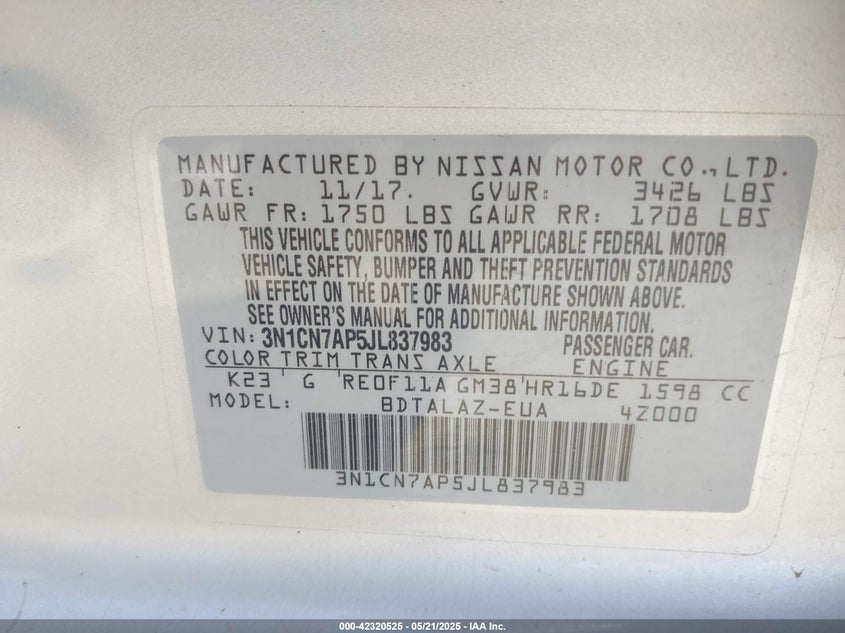 MANUFACTURED BY NISSAN MOTOR CO., LTD.
DATE: 11/17. GVWR: 3426 LBS
GAWR FR: 1750 LBS GAWR RR: 1708 LBS
THIS VEHICLE CONFORMS TO ALL APPLICABLE FEDERAL MOTOR
VEHICLE SAFETY, BUMPER AND THEFT PREVENTION STANDARDS
IN EFFECT ON THE DATE OF MANUFACTURE SHOWN ABOVE.
SEE OWNER'S MANUAL FOR ADDITIONAL INFORMATION.
VIN: 3N1CN7AP5JL837983 PASSENGER CAR.
COLOR TRIM TRANS AXLE ENGINE
K23 G RE0F11A GM38 HR16DE 1598 CC
MODEL: BDTALAZ-EUA 4Z000
3N1CN7AP5JL837983
000-42320525 - 05/21/2025 - IAA Inc.